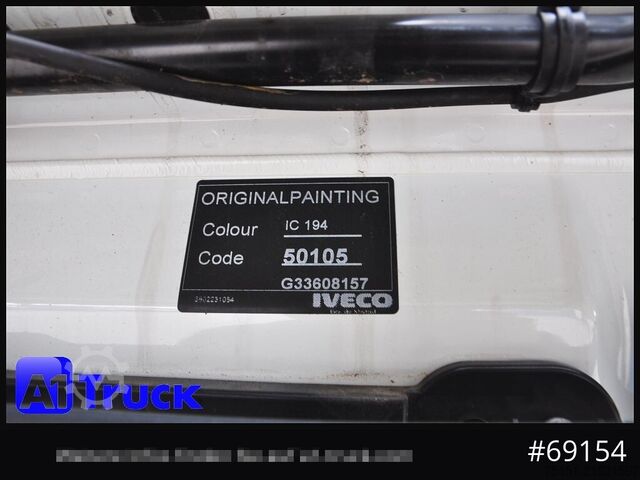 ORIGINALPAINTING
Colour IC 194
Code 50105
G33608157
IVECO
A1 TRUCK
#69154